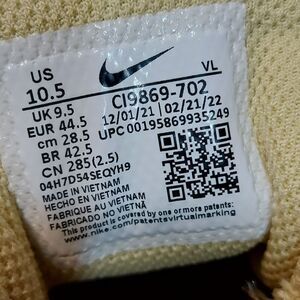 US VL
10.5 CI9869-702
UK 9.5 12/01/21 02/21/22
EUR 44.5 UPC 00195869935249
cm 28.5
BR 42.5
CN 285(2.5)
04H7D54SEQYH9
MADE IN VIETNAM
HECHO EN VIETNAM
FABRIQUE AU VIETNAM
FABRICADO NO VIETNÃ
This product is covered by one or more patents:
www.nike.com/patentsvirtualmarking